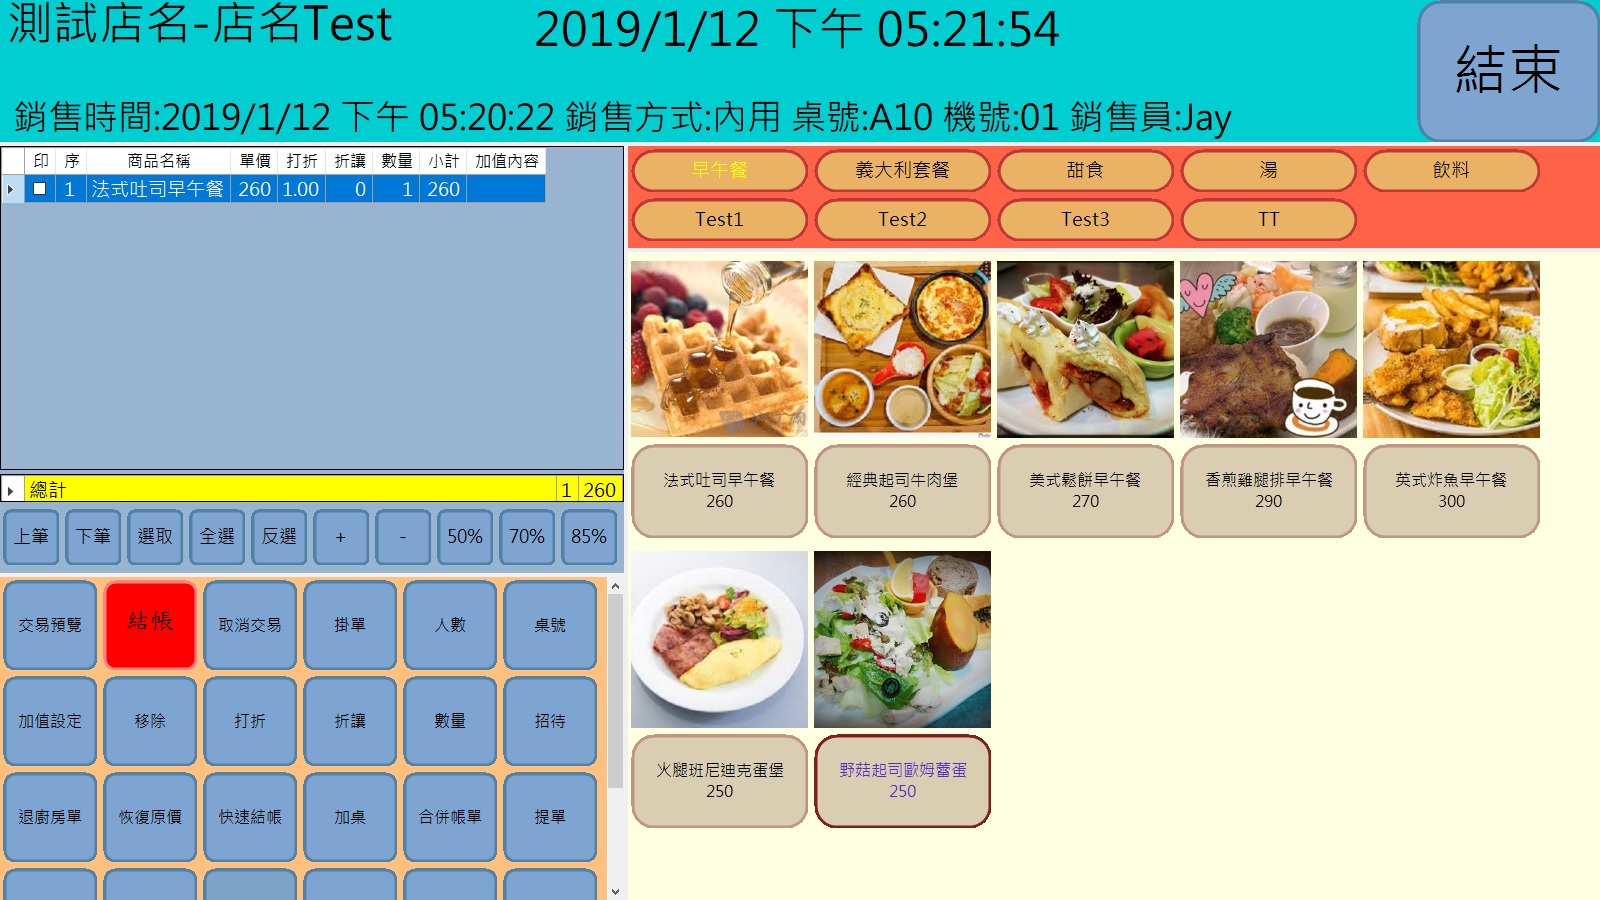 測試店名-店名Test
2019/1/12 下午 05:21:54
結束
銷售時間:2019/1/12 下午 05:20:22 銷售方式:內用 桌號:A10 機號:01 銷售員:Jay
印 序 商品名稱 單價 打折 折讓 數量 小計 加值內容
1 法式吐司早午餐 260 1.00 0 1 260
總計 1 260
上筆 下筆 選取 全選 反選 + - 50% 70% 85%
交易預覽 結帳 取消交易 掛單 人數 桌號
加值設定 移除 打折 折讓 數量 招待
退廚房單 恢復原價 快速結帳 加桌 合併帳單 提單
早午餐 義大利套餐 甜食 湯 飲料
Test1 Test2 Test3 TT
法式吐司早午餐 經典起司牛肉堡 美式鬆餅早午餐 香煎雞腿排早午餐 英式炸魚早午餐
260 260 270 290 300
火腿班尼迪克蛋堡 野菇起司歐姆蕾蛋
250 250